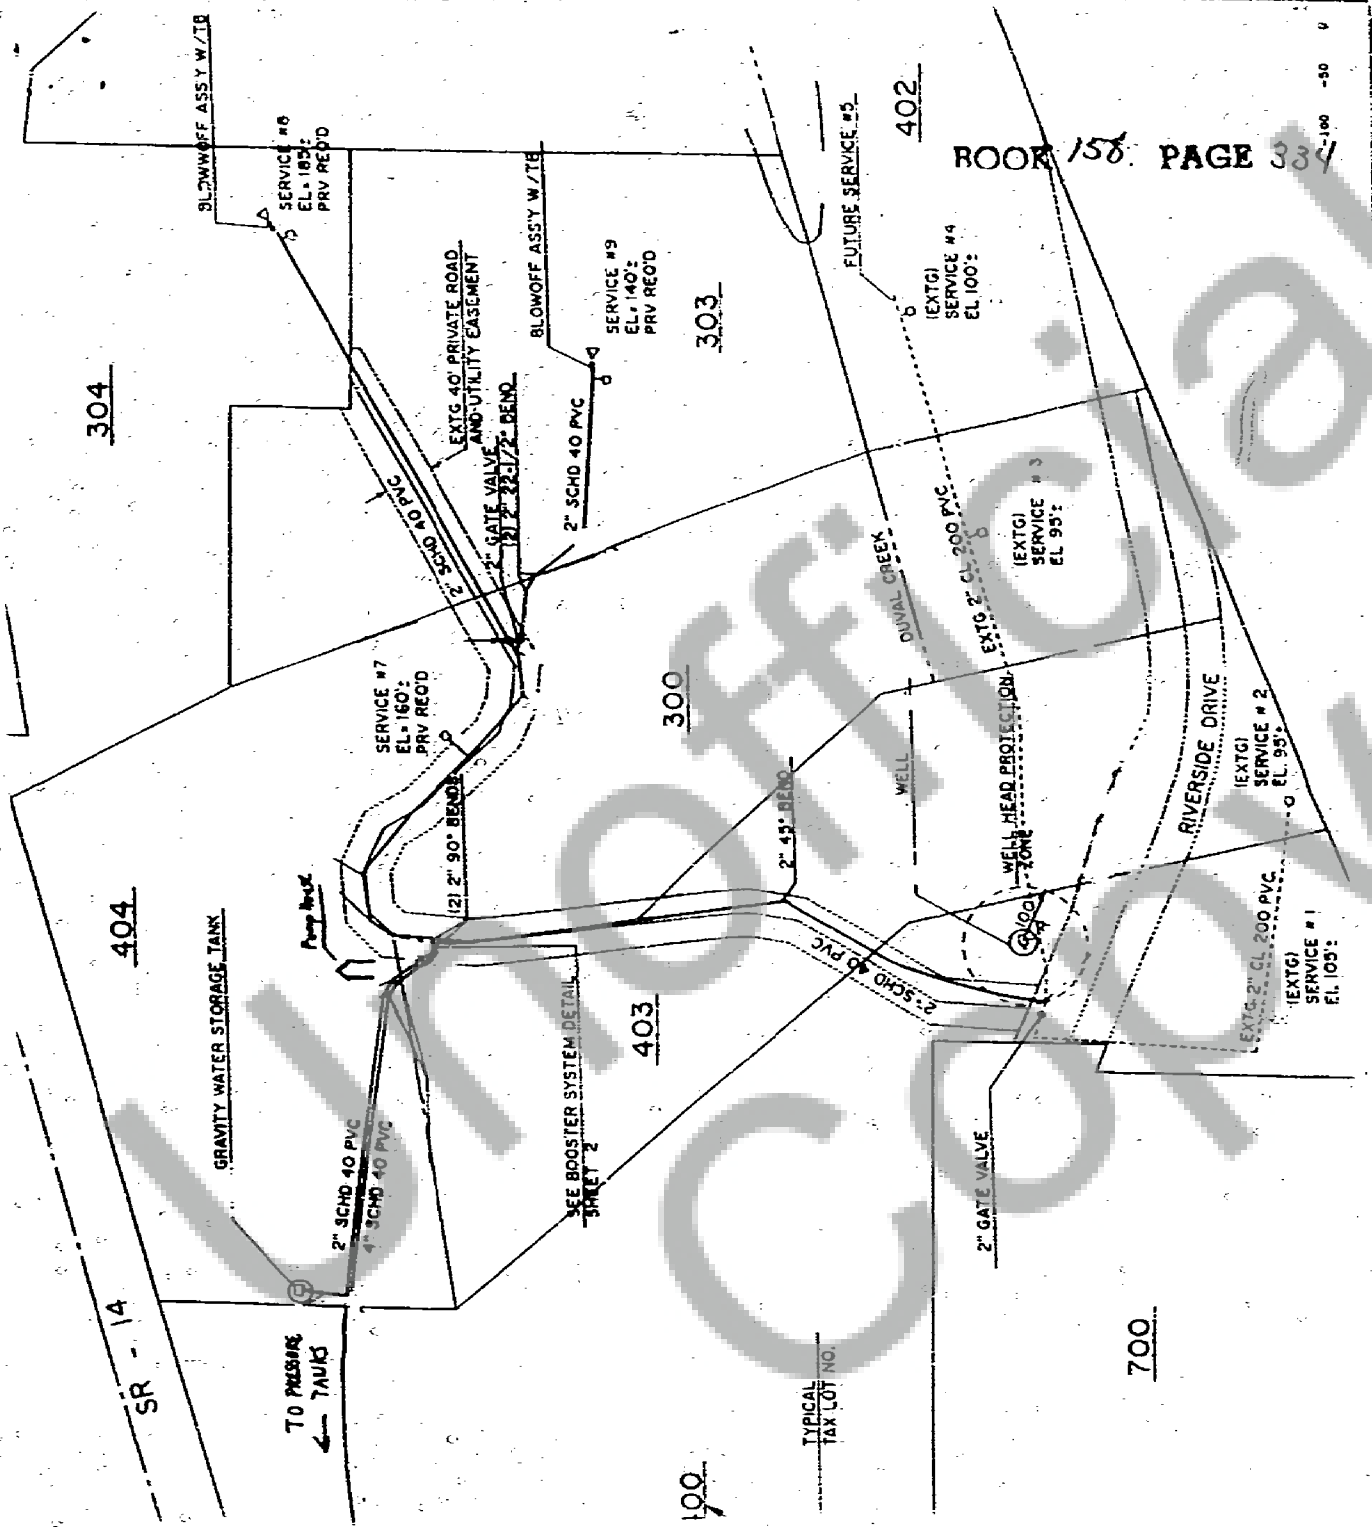 BLOWWOFF ASS'Y W/TB
SERVICE #8
EL= 185'±
PRV REQ'D
402
BOOK 158 PAGE 334
-100 -50 0
FUTURE SERVICE #5
BLOWOFF ASS'Y W/TB
EXTG 40' PRIVATE ROAD
AND UTILITY EASEMENT
SERVICE #9
EL= 140'±
PRV REQ'D
303
(EXTG)
SERVICE #4
EL 100'±
304
2" GATE VALVE
(2) 2" 22-1/2° BEND
2" SCHD 40 PVC
2" SCHD 40 PVC
DUVAL CREEK
EXTG 2" CL 200 PVC
(EXTG)
SERVICE #3
EL 95'±
SERVICE #7
EL= 160'±
PRV REQ'D
300
WELL
WELL HEAD PROTECTION
ZONE
100'
RIVERSIDE DRIVE
(EXTG)
SERVICE #2
EL 95'±
(2) 2" 90° BENDS
2" 45° BEND
404
Pump House
GRAVITY WATER STORAGE TANK
403
2" SCHD 40 PVC
EXTG 2" CL 200 PVC
(EXTG)
SERVICE #1
EL 105'±
2" SCHD 40 PVC
4" SCHD 40 PVC
SEE BOOSTER SYSTEM DETAIL
SHEET 2
2" GATE VALVE
SR - 14
TO PRESSURE
TANKS
TYPICAL
TAX LOT NO.
700
100
Unofficial
Copy